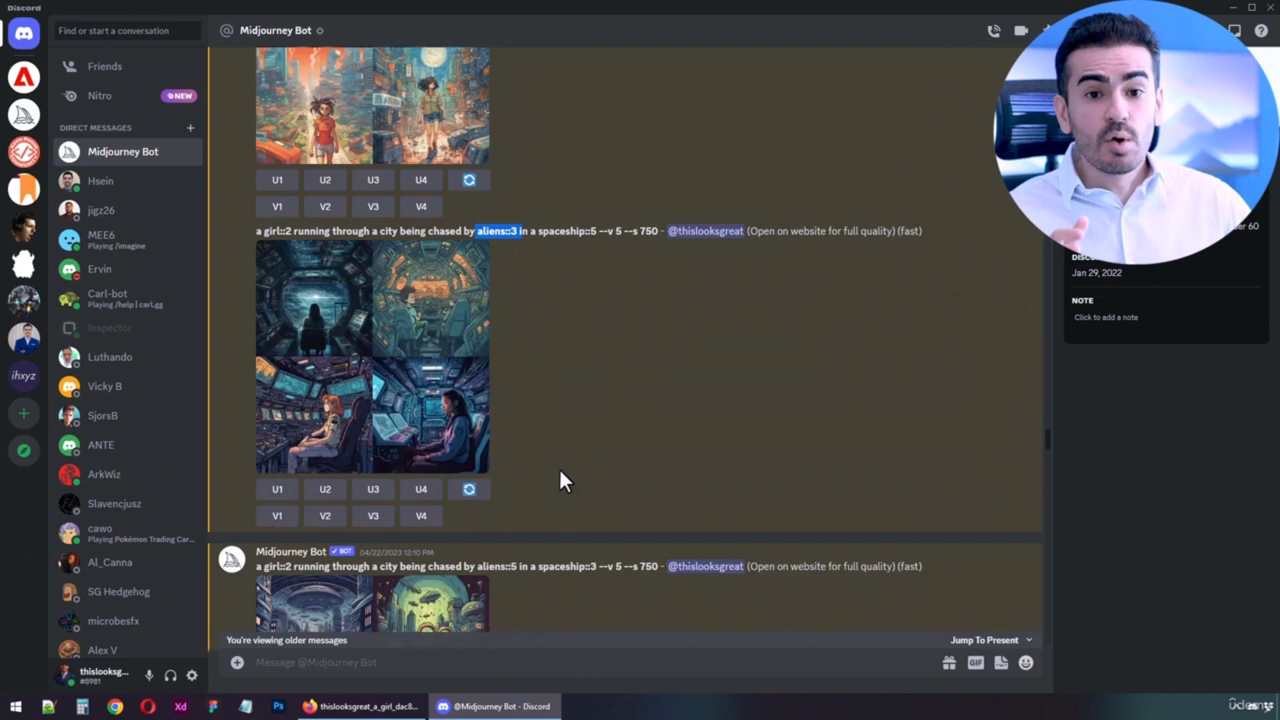 Discord
Find or start a conversation
Midjourney Bot
Friends
Nitro
NEW
DIRECT MESSAGES
Midjourney Bot
Hsein
jigz26
MEE6
Playing /imagine
Ervin
Carl-bot
Playing /help | carl.gg
Inspector
Luthando
Vicky B
SjorsB
ANTE
ArkWiz
Slavencjusz
cawo
Playing Pokémon Trading Car...
AI_Canna
SG Hedgehog
microbesfx
Alex V
thislooksg...
#8981
ihxyz
U1 U2 U3 U4
V1 V2 V3 V4
a girl::2 running through a city being chased by aliens::3 in a spaceship::5 --v 5 --s 750 - @thislooksgreat (Open on website for full quality) (fast)
U1 U2 U3 U4
V1 V2 V3 V4
Midjourney Bot BOT 04/22/2023 12:10 PM
a girl::2 running through a city being chased by aliens::5 in a spaceship::3 --v 5 --s 750 - @thislooksgreat (Open on website for full quality) (fast)
You're viewing older messages
Jump To Present
Message @Midjourney Bot
GIF
Jan 29, 2022
NOTE
Click to add a note
Xd
Ps
thislooksgreat_a_girl_dac8...
@Midjourney Bot - Discord